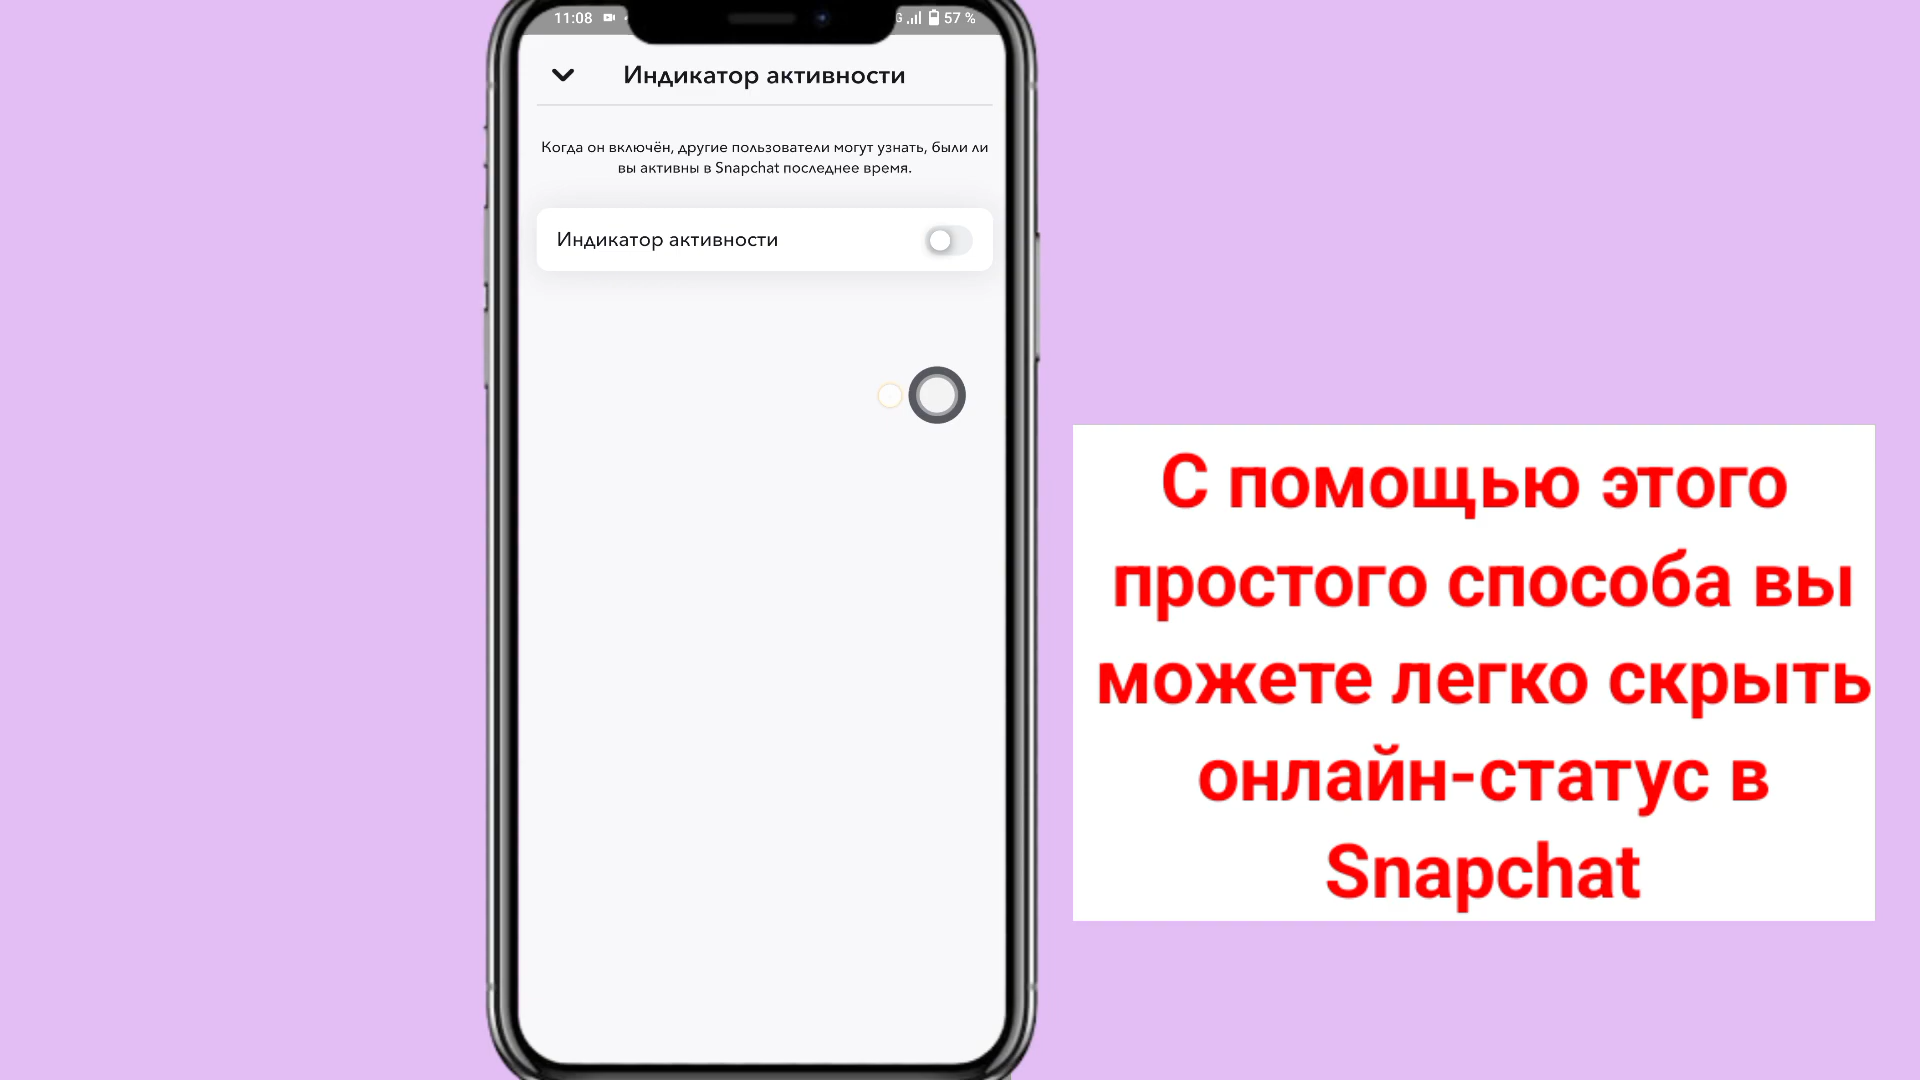 11:08
G 57 %
Индикатор активности
Когда он включён, другие пользователи могут узнать, были ли
вы активны в Snapchat последнее время.
Индикатор активности
С помощью этого
простого способа вы
можете легко скрыть
онлайн-статус в
Snapchat